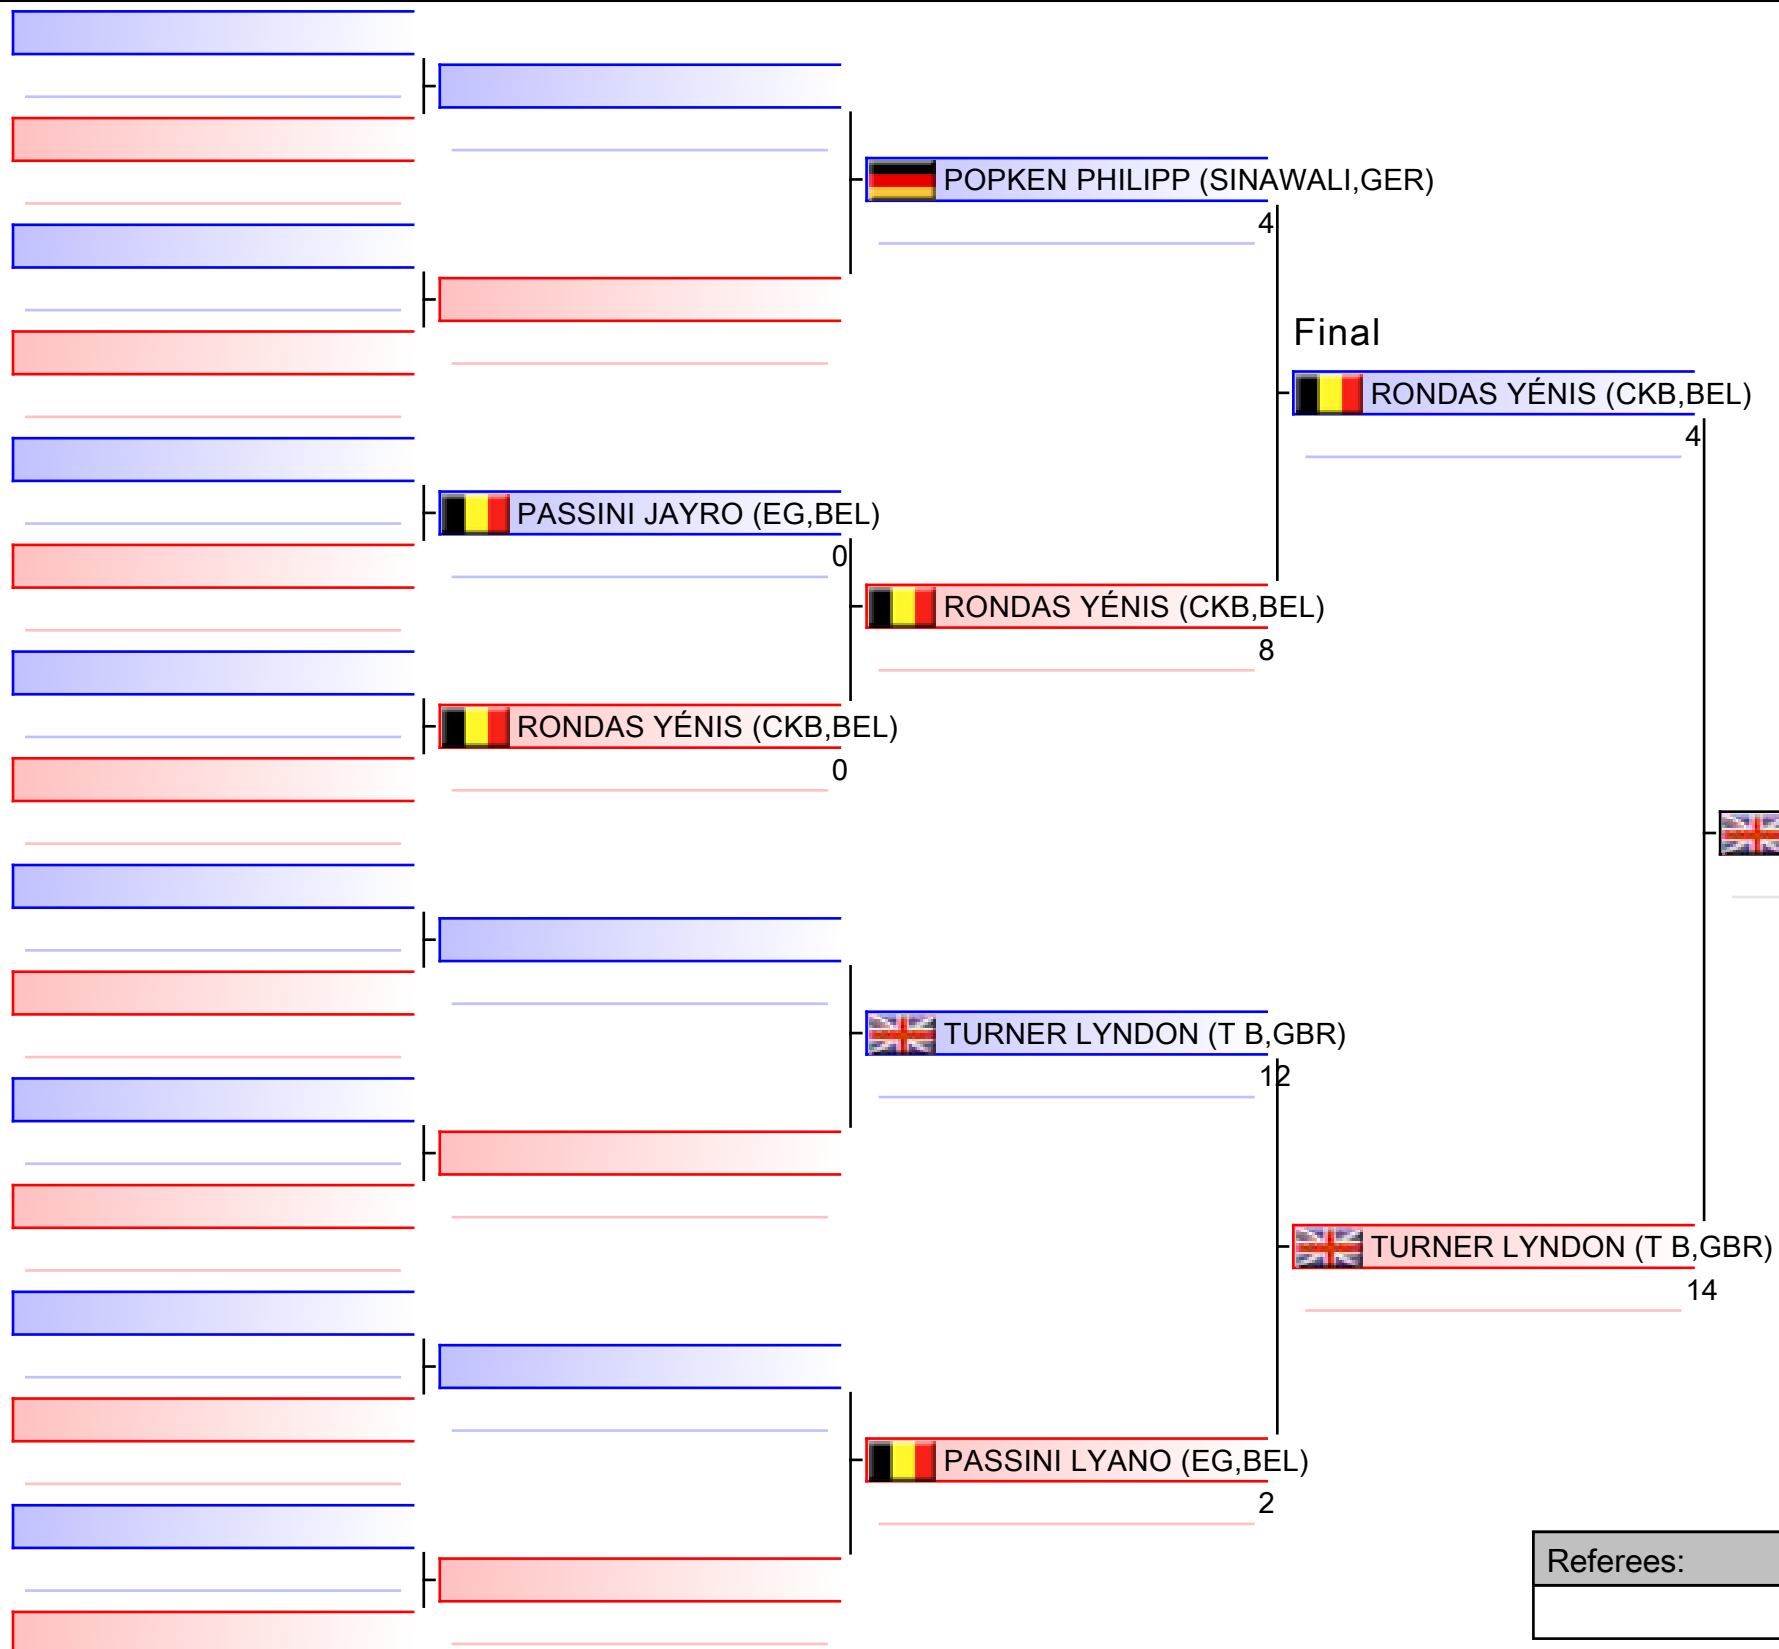 POPKEN PHILIPP (SINAWALI,GER)
4
Final
RONDAS YÉNIS (CKB,BEL)
4
PASSINI JAYRO (EG,BEL)
0
RONDAS YÉNIS (CKB,BEL)
8
RONDAS YÉNIS (CKB,BEL)
0
TURNER LYNDON (T B,GBR)
12
TURNER LYNDON (T B,GBR)
14
PASSINI LYANO (EG,BEL)
2
Referees: